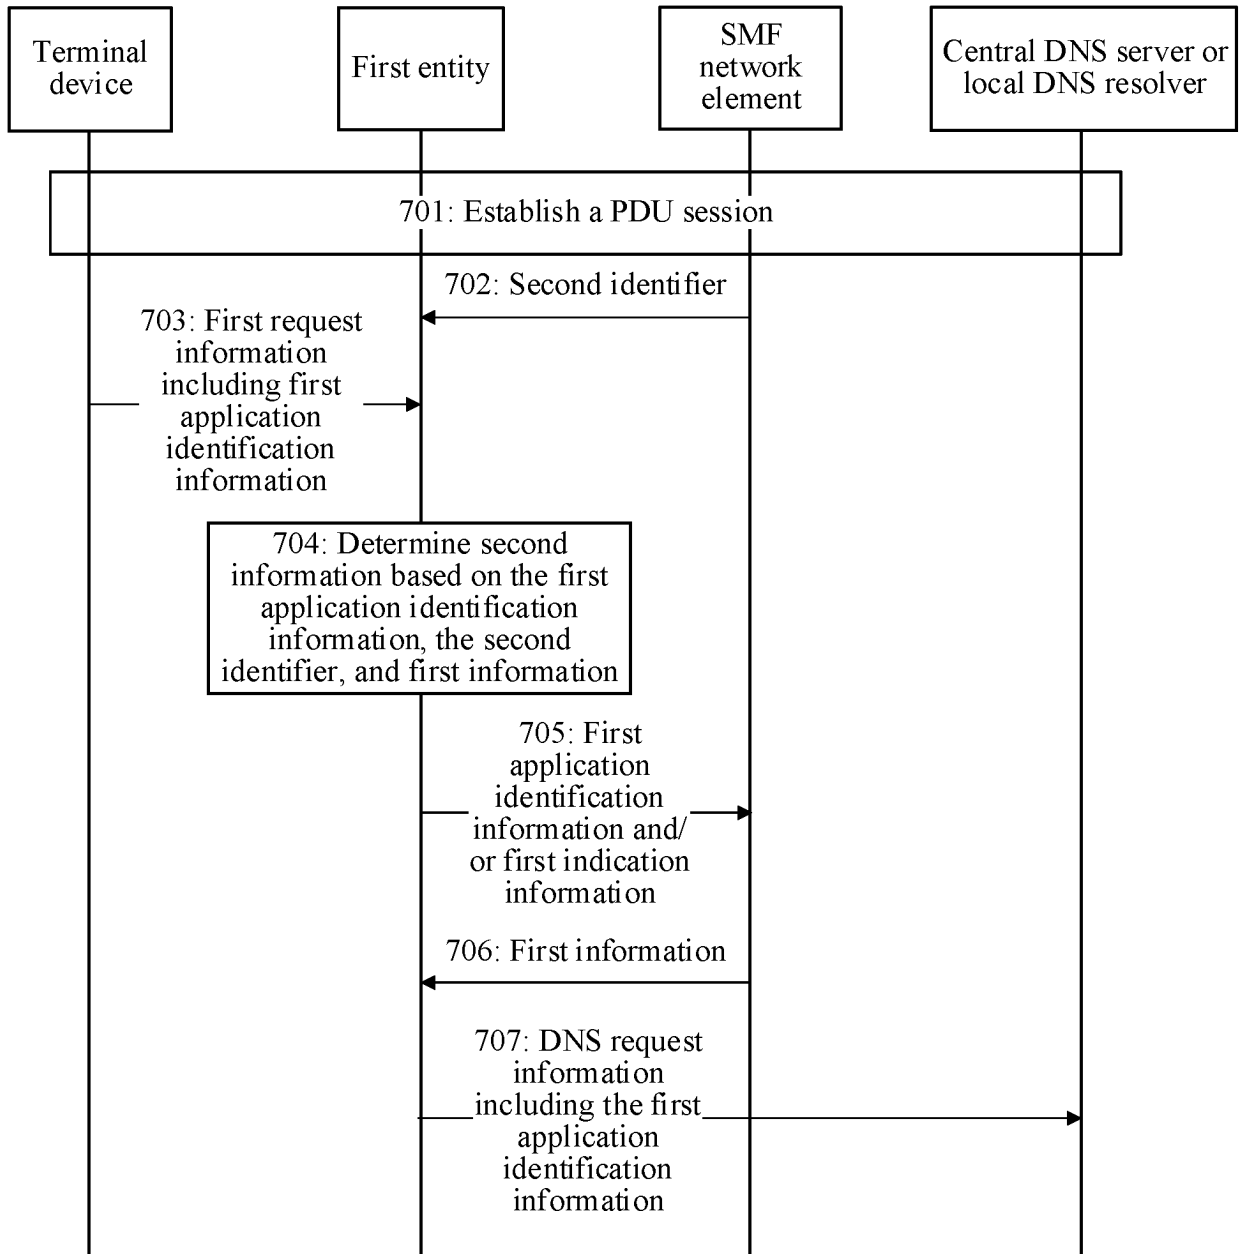 Terminal
device
First entity
SMF
network
element
Central DNS server or
local DNS resolver
701: Establish a PDU session
702: Second identifier
703: First request
information
including first
application
identification
information
704: Determine second
information based on the first
application identification
information, the second
identifier, and first information
705: First
application
identification
information and/
or first indication
information
706: First information
707: DNS request
information
including the first
application
identification
information